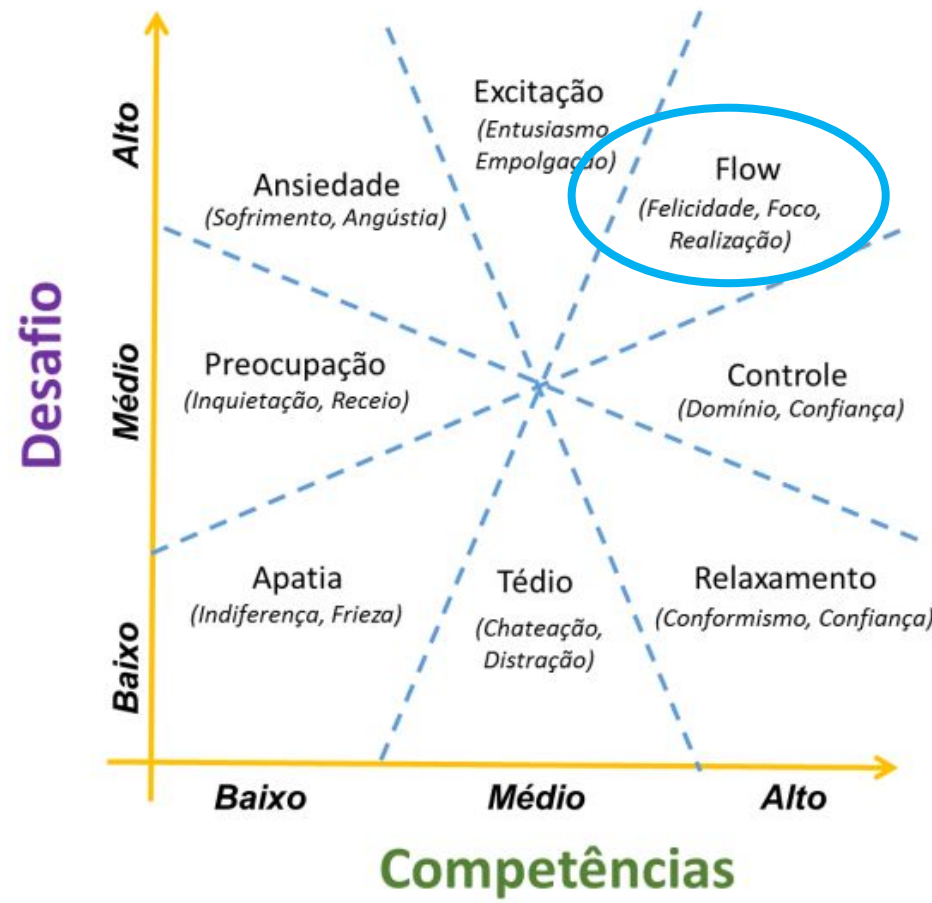 Desafio
Alto
Médio
Baixo
Excitação
(Entusiasmo
Empolgação)
Flow
(Felicidade, Foco,
Realização)
Ansiedade
(Sofrimento, Angústia)
Preocupação
(Inquietação, Receio)
Controle
(Domínio, Confiança)
Apatia
(Indiferença, Frieza)
Tédio
(Chateação,
Distração)
Relaxamento
(Conformismo, Confiança)
Baixo
Médio
Alto
Competências